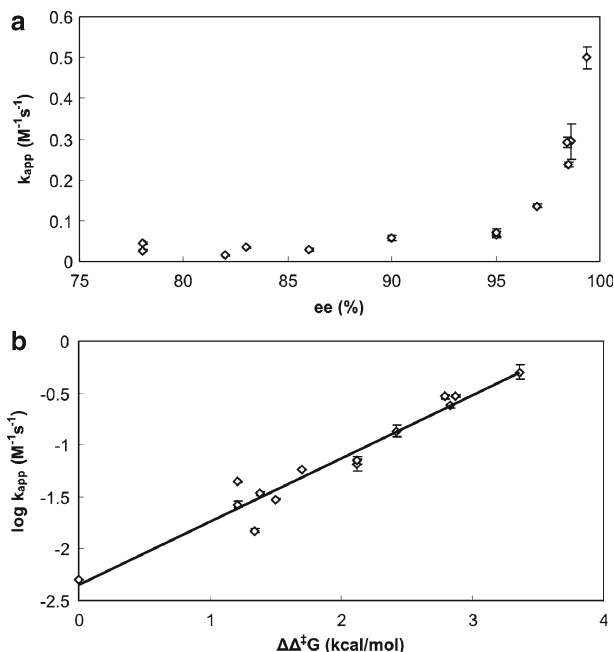 a
0.6
0.5
0.4
0.3
0.2
0.1
0
k_app (M⁻¹s⁻¹)
75 80 85 90 95 100
ee (%)
b
0
-0.5
-1
-1.5
-2
-2.5
log k_app (M⁻¹s⁻¹)
0 1 2 3 4
ΔΔ‡G (kcal/mol)